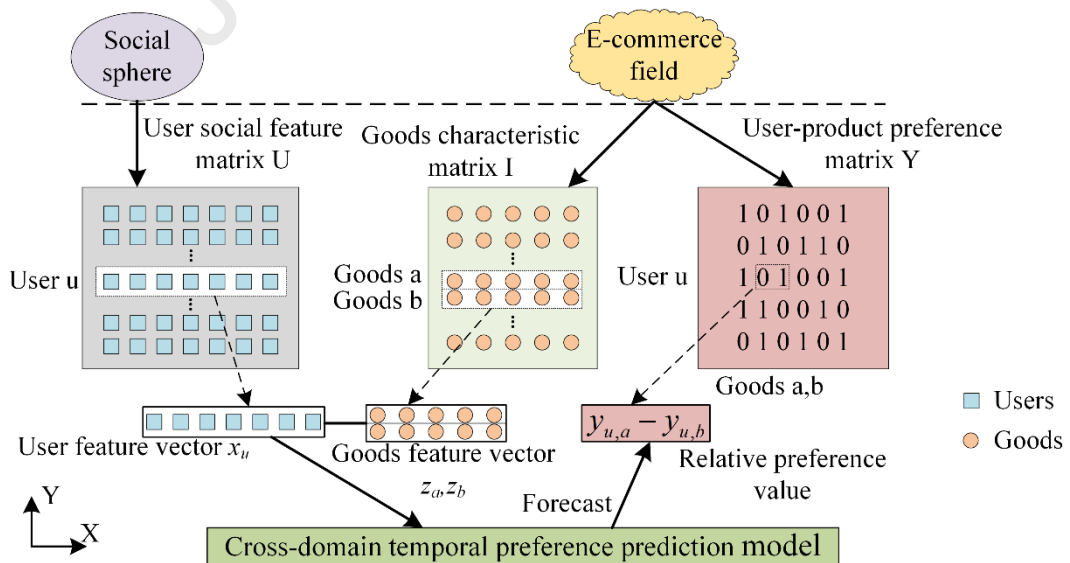 Social
sphere
E-commerce
field
User social feature
matrix U
Goods characteristic
matrix I
User-product preference
matrix Y
User u
Goods a
Goods b
User u
1 0 1 0 0 1
0 1 0 1 1 0
1 0 1 0 0 1
1 1 0 0 1 0
0 1 0 1 0 1
Goods a,b
Users
Goods
User feature vector xᵤ
Goods feature vector
zₐ,z_b
y_{u,a} − y_{u,b}
Relative preference
value
Forecast
Y
X
Cross-domain temporal preference prediction model